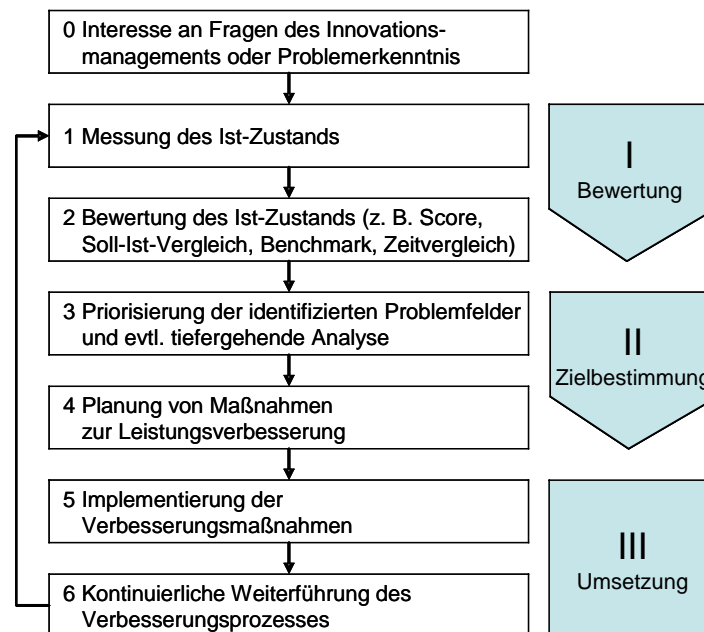 0 Interesse an Fragen des Innovations-
managements oder Problemerkenntnis
1 Messung des Ist-Zustands
I
Bewertung
2 Bewertung des Ist-Zustands (z. B. Score,
Soll-Ist-Vergleich, Benchmark, Zeitvergleich)
3 Priorisierung der identifizierten Problemfelder
und evtl. tiefergehende Analyse
II
Zielbestimmung
4 Planung von Maßnahmen
zur Leistungsverbesserung
5 Implementierung der
Verbesserungsmaßnahmen
III
Umsetzung
6 Kontinuierliche Weiterführung des
Verbesserungsprozesses